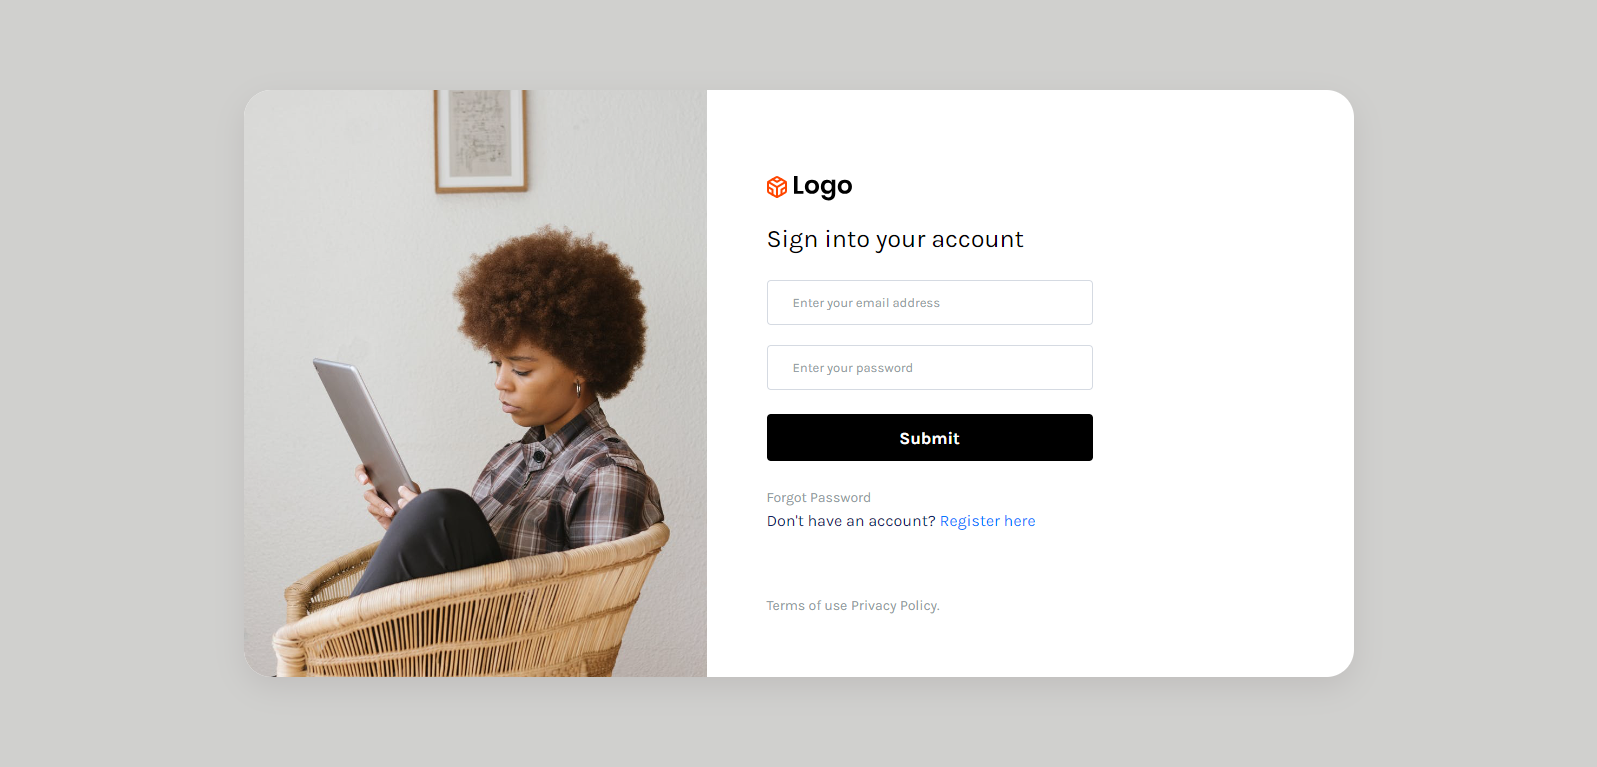 Logo
Sign into your account
Enter your email address
Enter your password
Submit
Forgot Password
Don't have an account? Register here
Terms of use Privacy Policy.